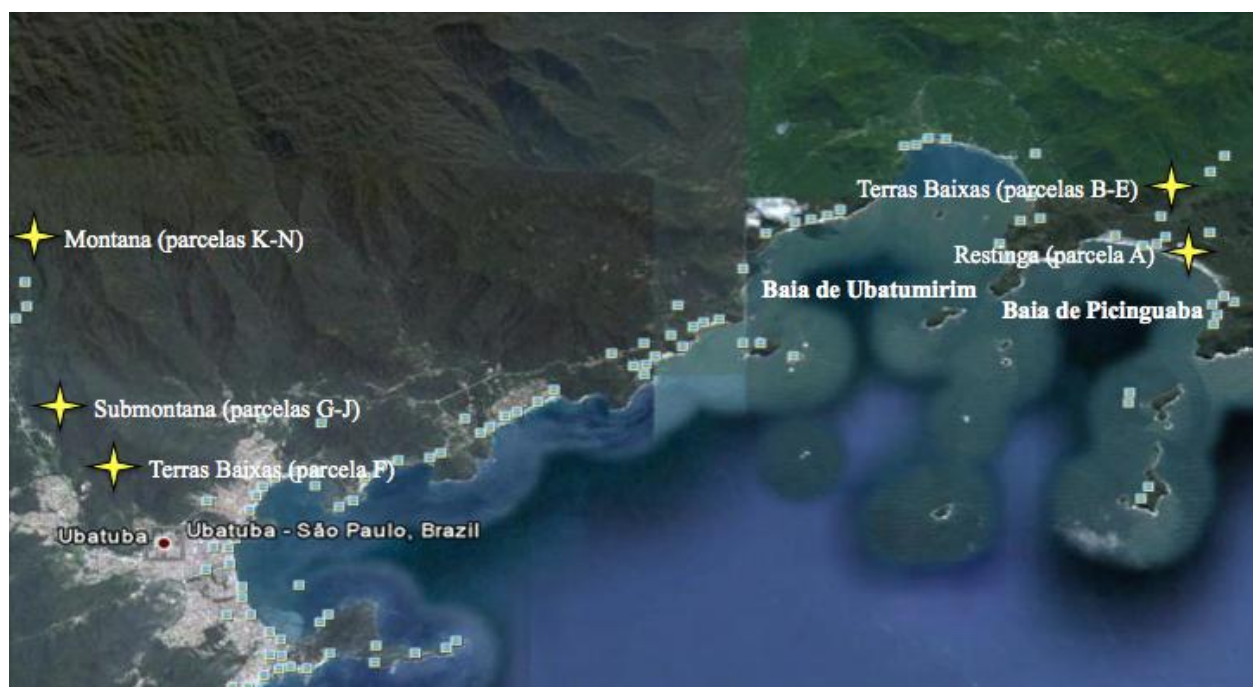 Terras Baixas (parcelas B-E)
Montana (parcelas K-N)
Restinga (parcela A)
Baia de Ubatumirim
Baia de Picinguaba
Submontana (parcelas G-J)
Terras Baixas (parcela F)
Ubatuba
Ubatuba - São Paulo, Brazil